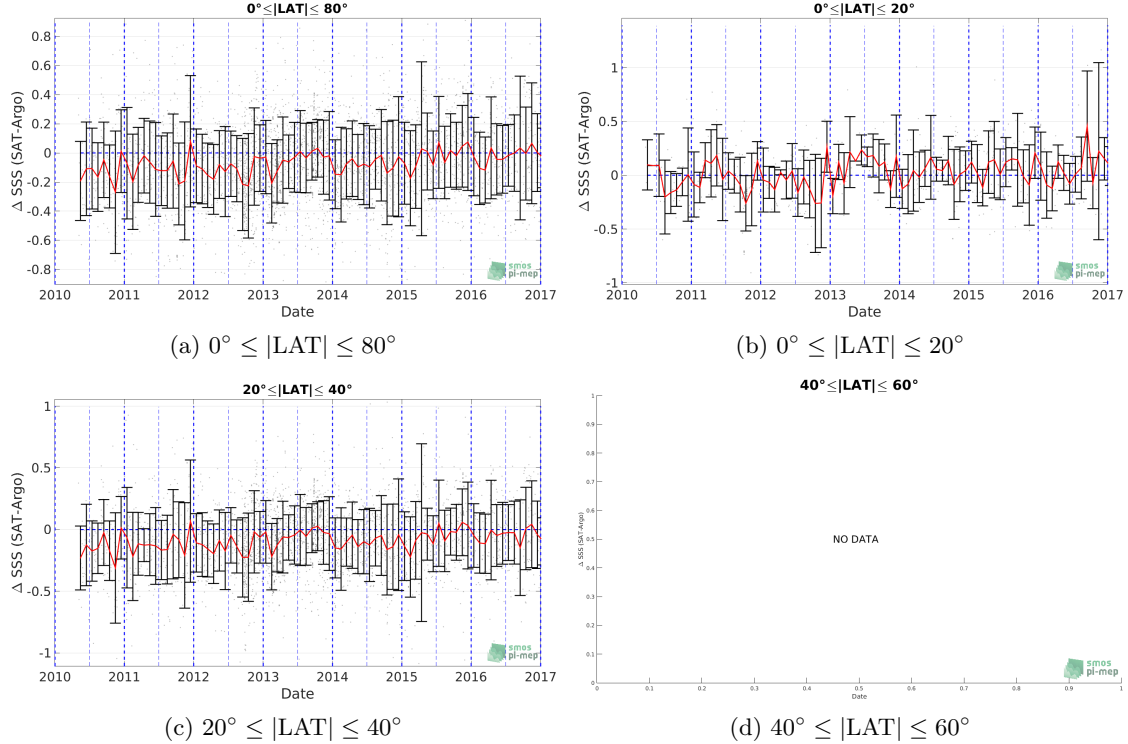 0°≤|LAT|≤ 80°
Δ SSS (SAT-Argo)
0.8
0.6
0.4
0.2
0
-0.2
-0.4
-0.6
-0.8
2010 2011 2012 2013 2014 2015 2016 2017
Date
smos
pi-mep
(a) 0° ≤ |LAT| ≤ 80°
0°≤|LAT|≤ 20°
Δ SSS (SAT-Argo)
1
0.5
0
-0.5
-1
2010 2011 2012 2013 2014 2015 2016 2017
Date
smos
pi-mep
(b) 0° ≤ |LAT| ≤ 20°
20°≤|LAT|≤ 40°
Δ SSS (SAT-Argo)
1
0.5
0
-0.5
-1
2010 2011 2012 2013 2014 2015 2016 2017
Date
smos
pi-mep
(c) 20° ≤ |LAT| ≤ 40°
40°≤|LAT|≤ 60°
Δ SSS (SAT-Argo)
1
0.9
0.8
0.7
0.6
0.5
0.4
0.3
0.2
0.1
0
NO DATA
0 0.1 0.2 0.3 0.4 0.5 0.6 0.7 0.8 0.9 1
Date
smos
pi-mep
(d) 40° ≤ |LAT| ≤ 60°